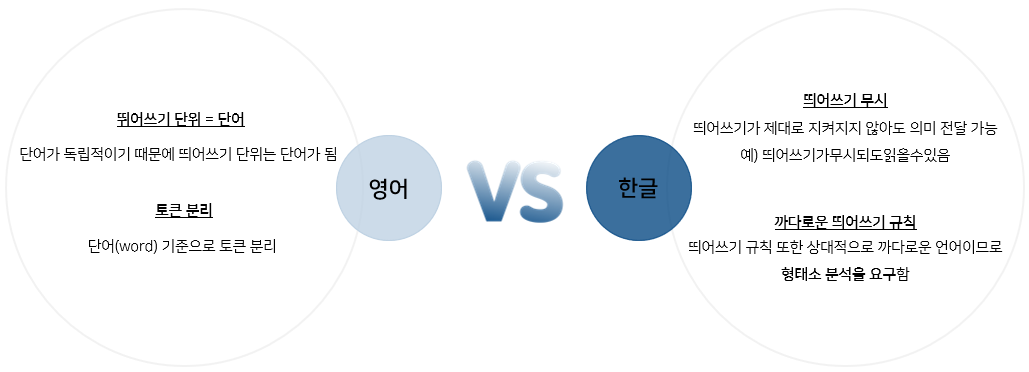 뛰어쓰기 단위 = 단어
단어가 독립적이기 때문에 띄어쓰기 단위는 단어가 됨
토큰 분리
단어(word) 기준으로 토큰 분리
영어
VS
한글
띄어쓰기 무시
띄어쓰기가 제대로 지켜지지 않아도 의미 전달 가능
예) 띄어쓰기가무시되도읽을수있음
까다로운 띄어쓰기 규칙
띄어쓰기 규칙 또한 상대적으로 까다로운 언어이므로
형태소 분석을 요구함